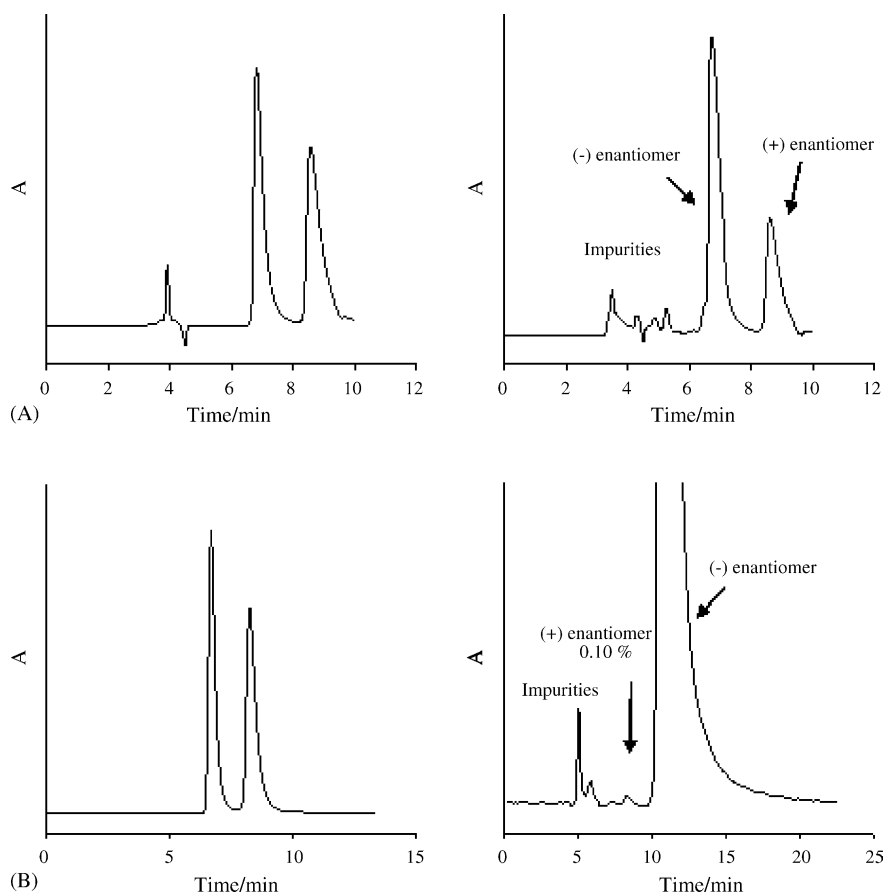 A
0 2 4 6 8 10 12
Time/min
(A)
A
(-) enantiomer
(+) enantiomer
Impurities
0 2 4 6 8 10 12
Time/min
A
0 5 10 15
Time/min
(B)
A
(-) enantiomer
(+) enantiomer
0.10 %
Impurities
0 5 10 15 20 25
Time/min